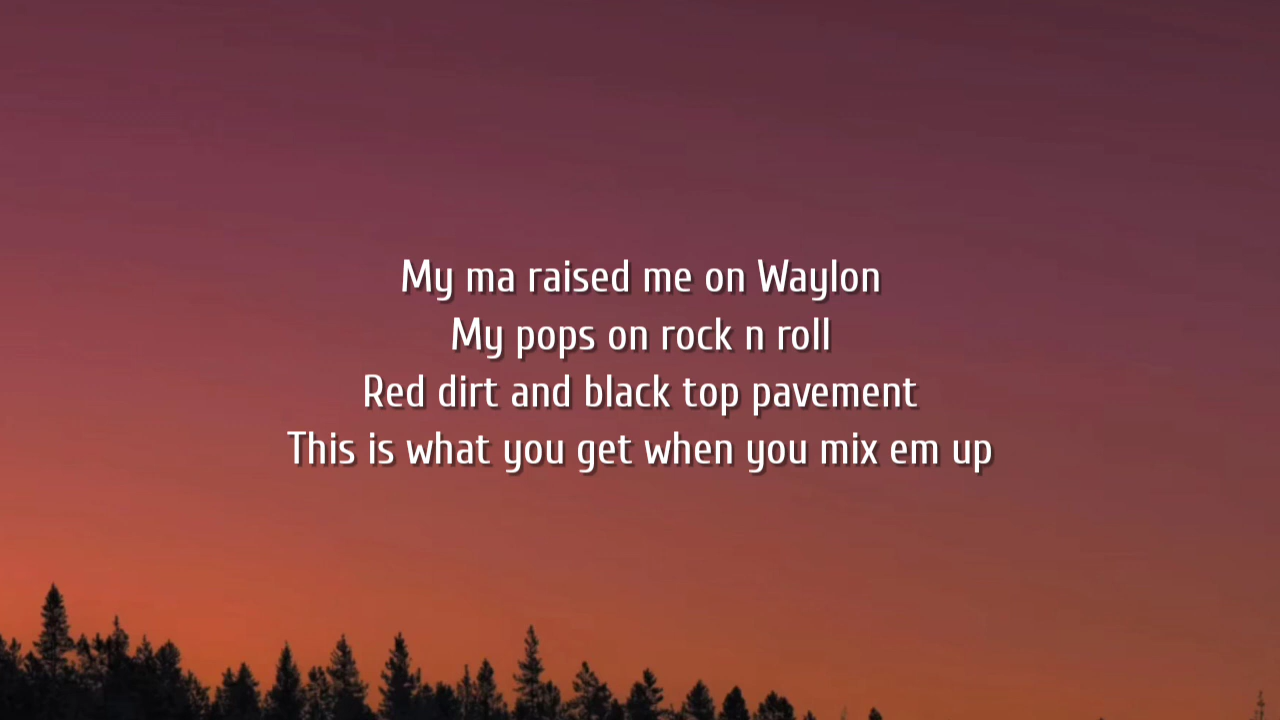 My ma raised me on Waylon
My pops on rock n roll
Red dirt and black top pavement
This is what you get when you mix em up